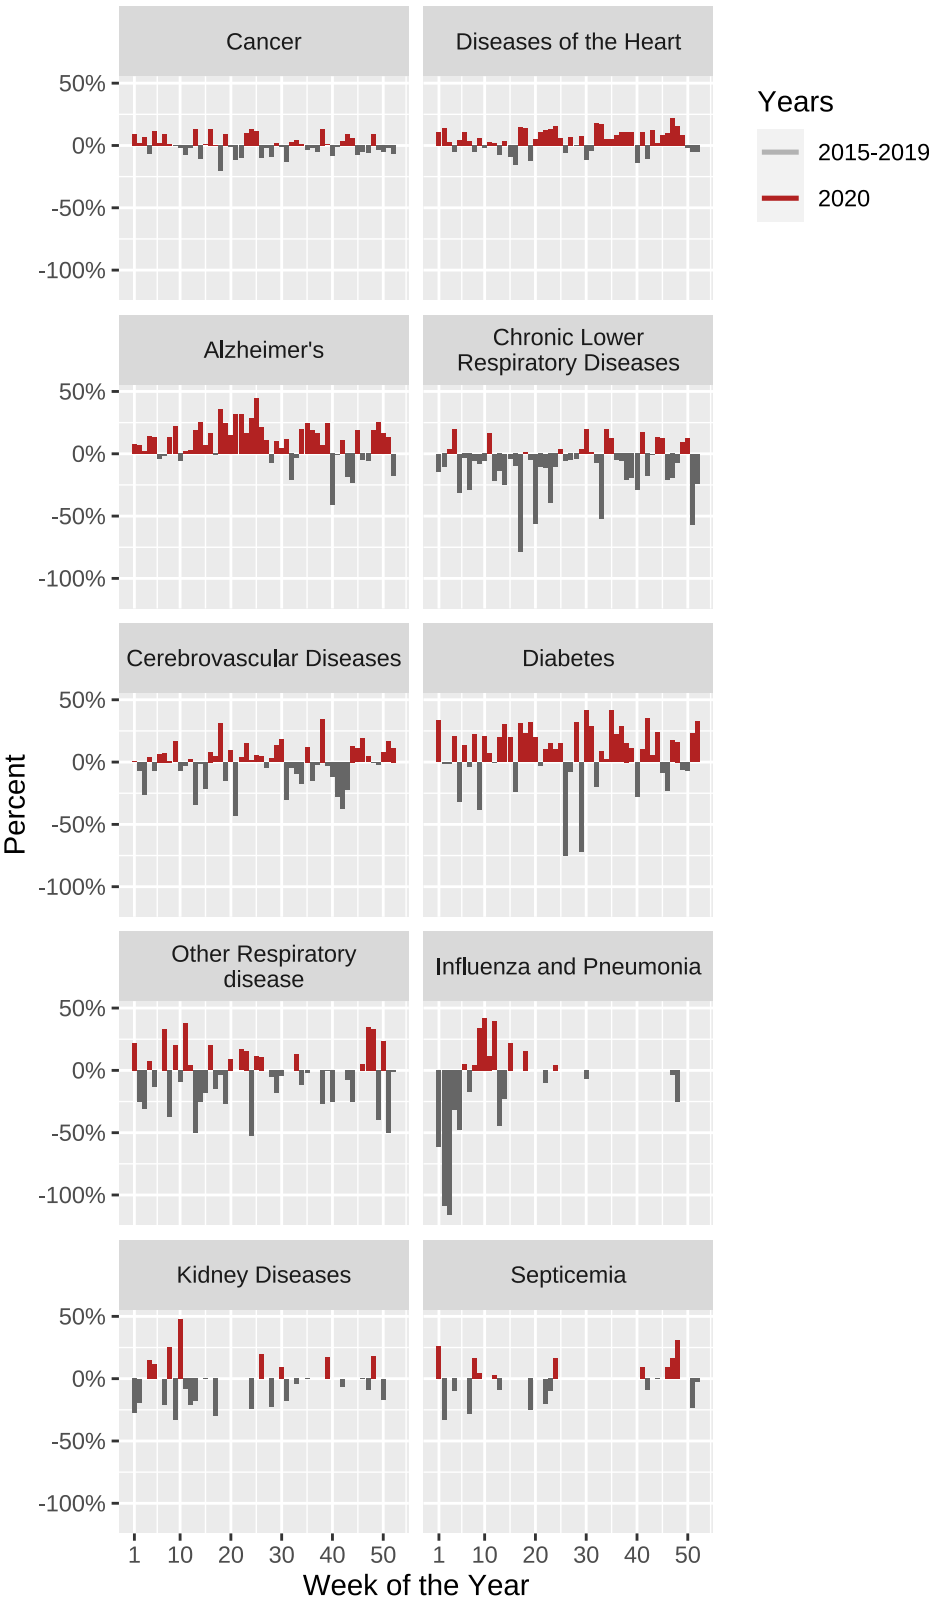 Cancer
Diseases of the Heart
50%
0%
-50%
-100%
Years
2015-2019
2020
Alzheimer's
Chronic Lower
Respiratory Diseases
50%
0%
-50%
-100%
Cerebrovascular Diseases
Diabetes
50%
0%
-50%
-100%
Percent
Other Respiratory
disease
Influenza and Pneumonia
50%
0%
-50%
-100%
Kidney Diseases
Septicemia
50%
0%
-50%
-100%
1 10 20 30 40 50
1 10 20 30 40 50
Week of the Year